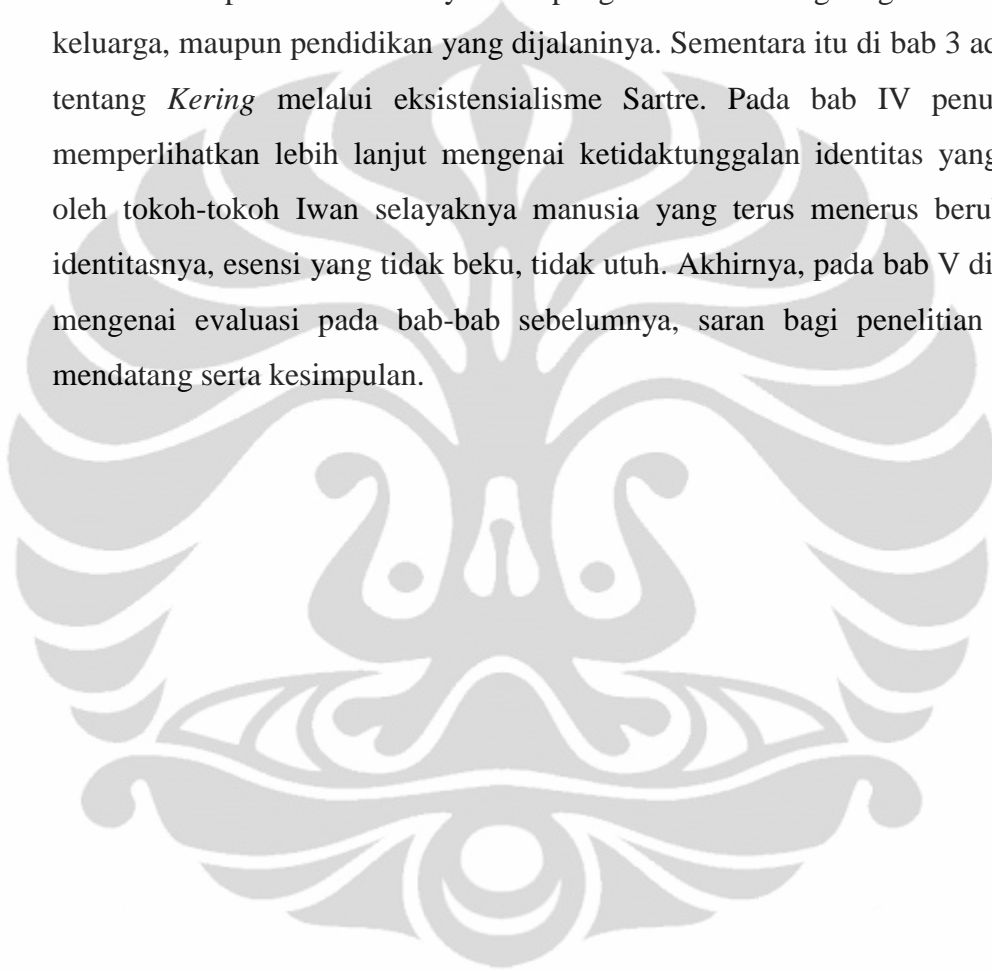 keluarga, maupun pendidikan yang dijalaninya. Sementara itu di bab 3
tentang Kering melalui eksistensialisme Sartre. Pada bab IV
memperlihatkan lebih lanjut mengenai ketidaktunggalan identitas yang
oleh tokoh-tokoh Iwan selayaknya manusia yang terus menerus
identitasnya, esensi yang tidak beku, tidak utuh. Akhirnya, pada bab V
mengenai evaluasi pada bab-bab sebelumnya, saran bagi penelitian
mendatang serta kesimpulan.